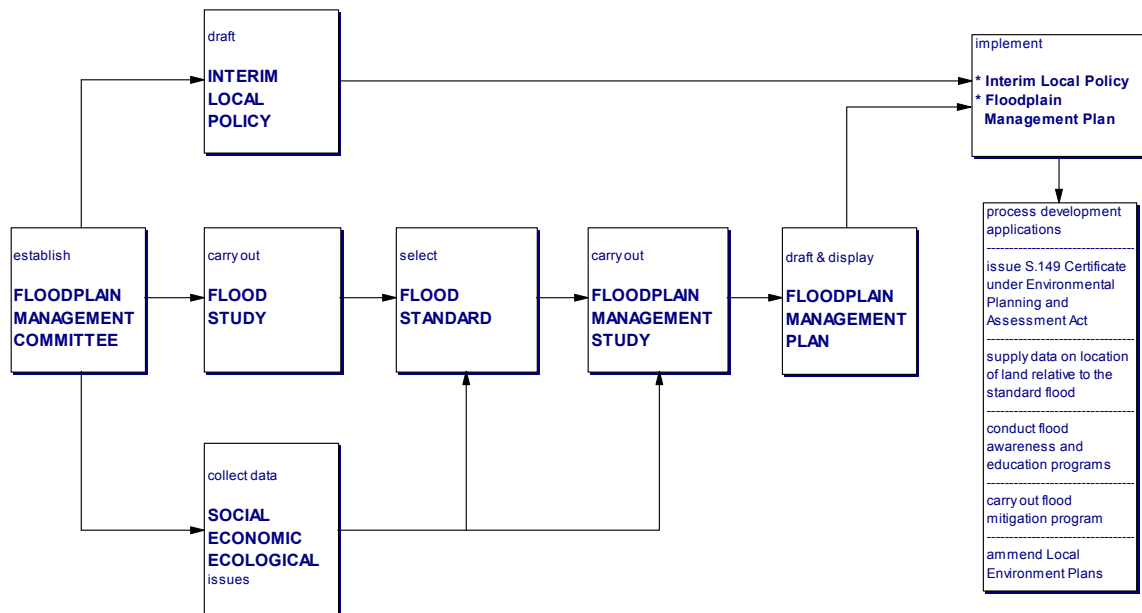 draft
INTERIM
LOCAL
POLICY
implement
* Interim Local Policy
* Floodplain
Management Plan
establish
FLOODPLAIN
MANAGEMENT
COMMITTEE
carry out
FLOOD
STUDY
select
FLOOD
STANDARD
carry out
FLOODPLAIN
MANAGEMENT
STUDY
draft & display
FLOODPLAIN
MANAGEMENT
PLAN
collect data
SOCIAL
ECONOMIC
ECOLOGICAL
issues
process development
applications
issue S.149 Certificate
under Environmental
Planning and
Assessment Act
supply data on location
of land relative to the
standard flood
conduct flood
awareness and
education programs
carry out flood
mitigation program
ammend Local
Environment Plans